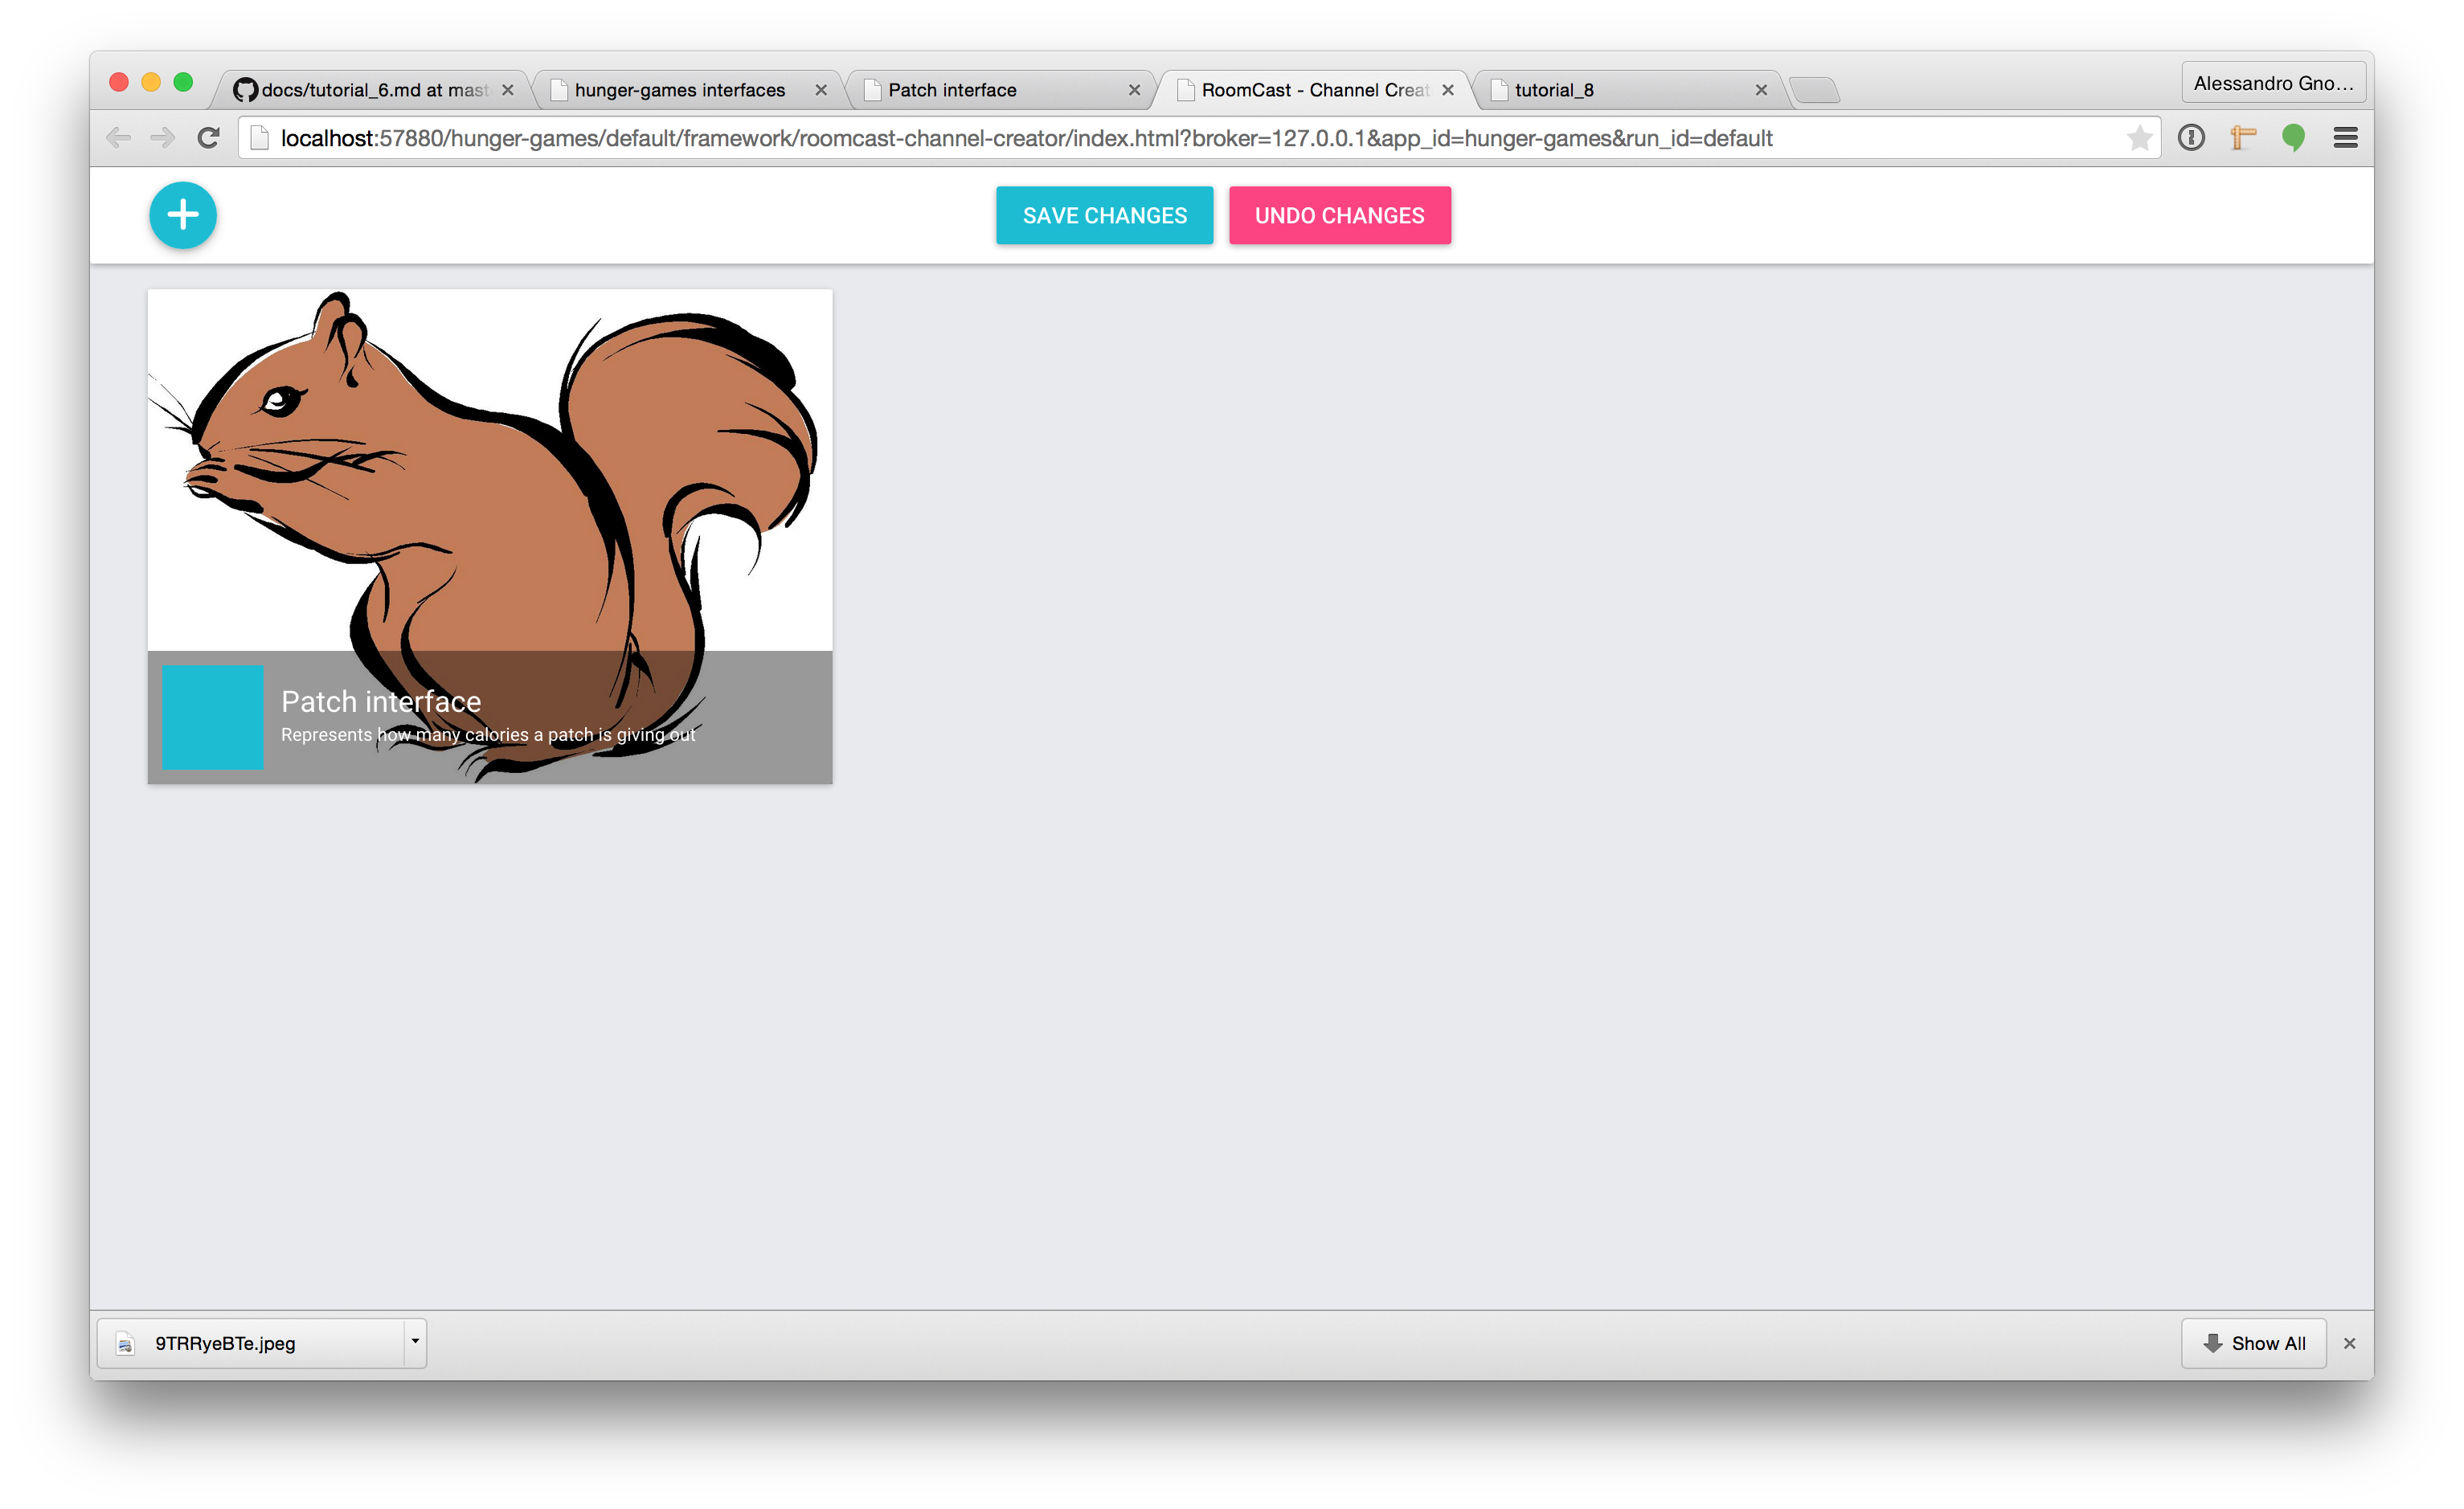 docs/tutorial_6.md at mast
hunger-games interfaces
Patch interface
RoomCast - Channel Creat
tutorial_8
Alessandro Gno...
localhost:57880/hunger-games/default/framework/roomcast-channel-creator/index.html?broker=127.0.0.1&app_id=hunger-games&run_id=default
SAVE CHANGES
UNDO CHANGES
Patch interface
Represents how many calories a patch is giving out
9TRRyeBTe.jpeg
Show All